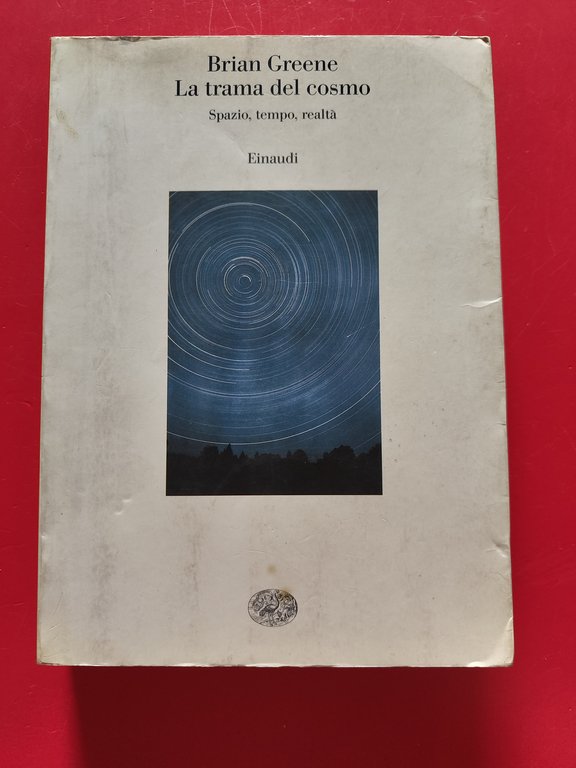 Brian Greene
La trama del cosmo
Spazio, tempo, realtà
Einaudi